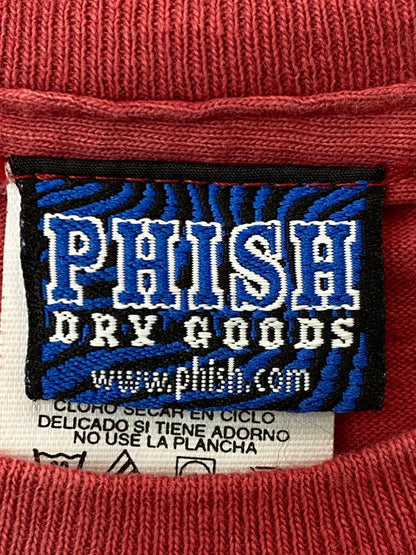 PHISH
DRY GOODS
www.phish.com
CLORO SECAR EN CICLO
DELICADO SI TIENE ADORNO
NO USE LA PLANCHA